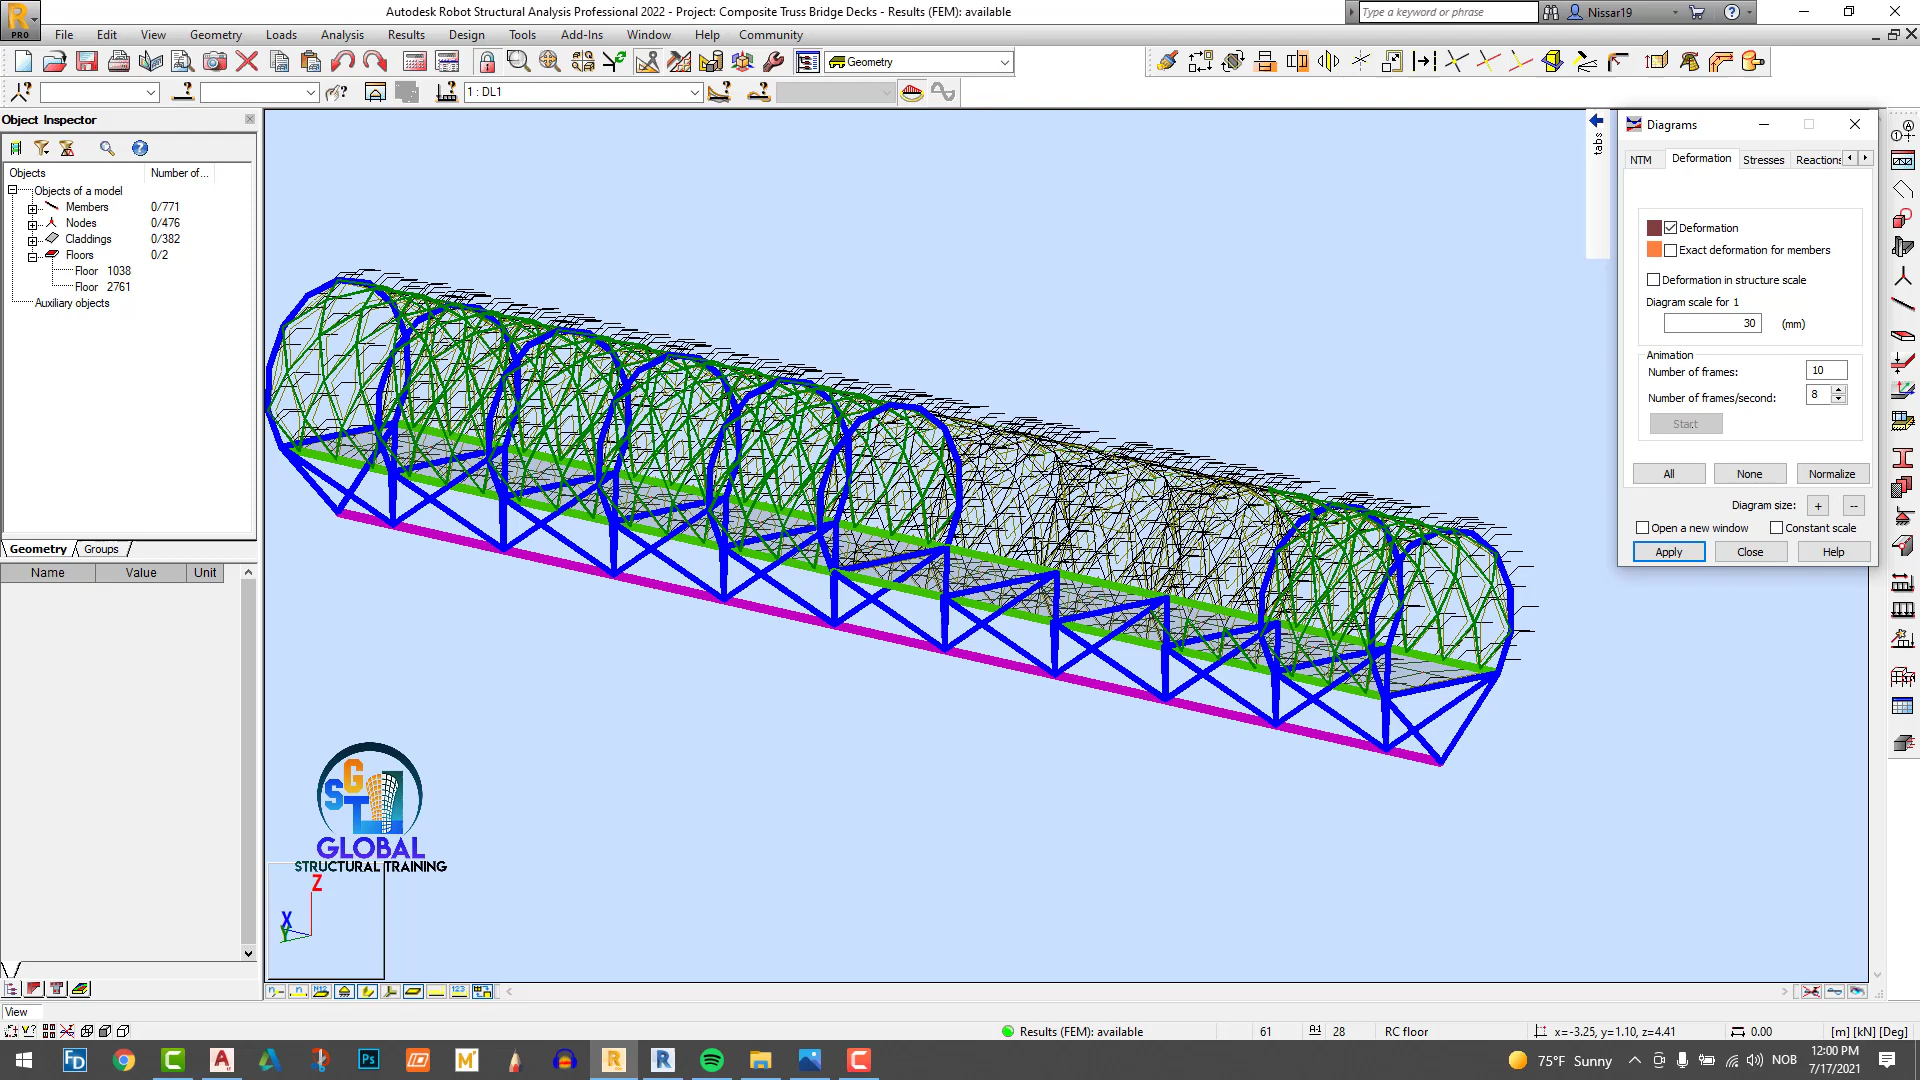 Autodesk Robot Structural Analysis Professional 2022 - Project: Composite Truss Bridge Decks - Results (FEM): available
Type a keyword or phrase
Nissar19
PRO
File Edit View Geometry Loads Analysis Results Design Tools Add-Ins Window Help Community
Geometry
1 : DL1
Object Inspector
Objects Number of...
Objects of a model
Members 0/771
Nodes 0/476
Claddings 0/382
Floors 0/2
Floor 1038
Floor 2761
Auxiliary objects
Geometry Groups
Name Value Unit
tabs
Diagrams
NTM Deformation Stresses Reactions
Deformation
Exact deformation for members
Deformation in structure scale
Diagram scale for 1
30 (mm)
Animation
Number of frames: 10
Number of frames/second: 8
Start
All None Normalize
Diagram size: + --
Open a new window Constant scale
Apply Close Help
SGT
GLOBAL
STRUCTURAL TRAINING
Z
X
Y
View
Results (FEM): available 61 28 RC floor x=-3.25, y=1.10, z=4.41 0.00 [m] [kN] [Deg]
75°F Sunny NOB
12:00 PM
7/17/2021